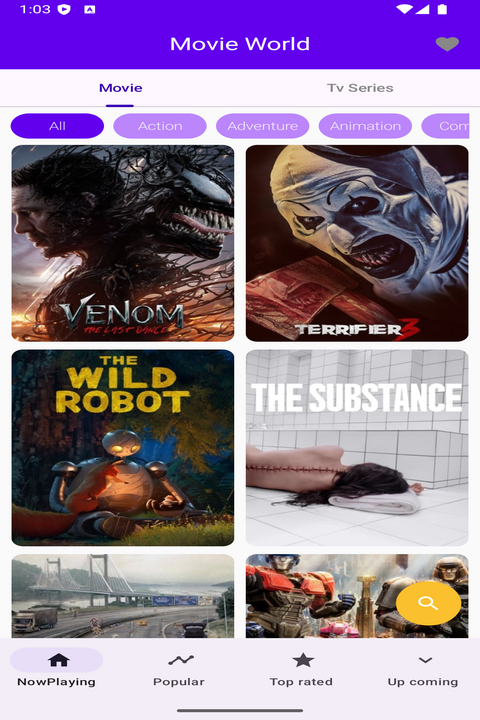 1:03
Movie World
Movie
Tv Series
All
Action
Adventure
Animation
Com
VENOM
THE LAST DANCE
TERRIFIER 3
THE
WILD
ROBOT
THE SUBSTANCE
NowPlaying
Popular
Top rated
Up coming